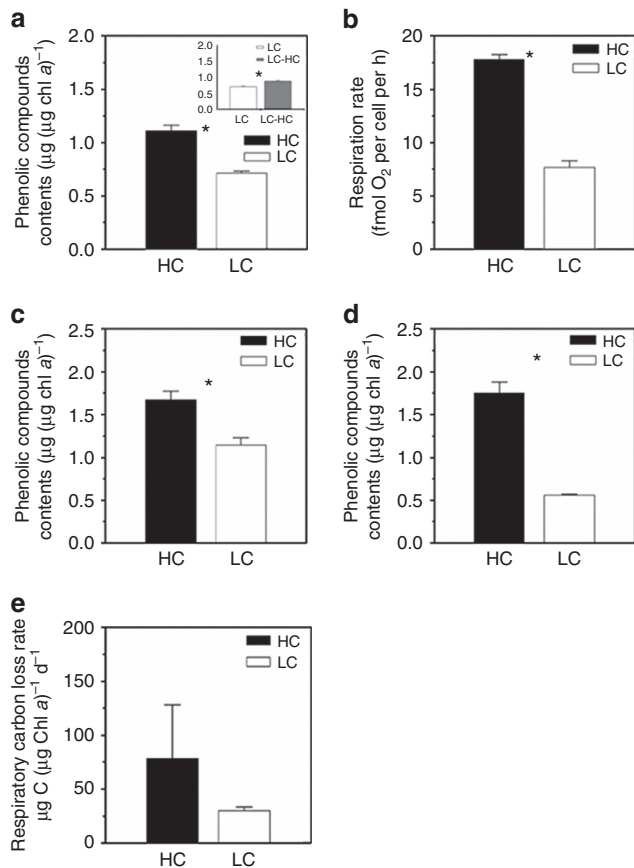 a
Phenolic compounds
contents (µg (µg chl a)⁻¹)
2.0
1.5
1.0
0.5
0.0
2.0
1.5
1.0
0.5
0.0
LC
LC-HC
*
LC LC-HC
*
HC
LC
HC LC
b
Respiration rate
(fmol O₂ per cell per h)
20
15
10
5
0
*
HC
LC
HC LC
c
Phenolic compounds
contents (µg (µg chl a)⁻¹)
2.5
2.0
1.5
1.0
0.5
0.0
HC
LC
*
HC LC
d
Phenolic compounds
contents (µg (µg chl a)⁻¹)
2.5
2.0
1.5
1.0
0.5
0.0
HC
LC
*
HC LC
e
Respiratory carbon loss rate
µg C (µg Chl a)⁻¹ d⁻¹
200
150
100
50
0
HC
LC
HC LC